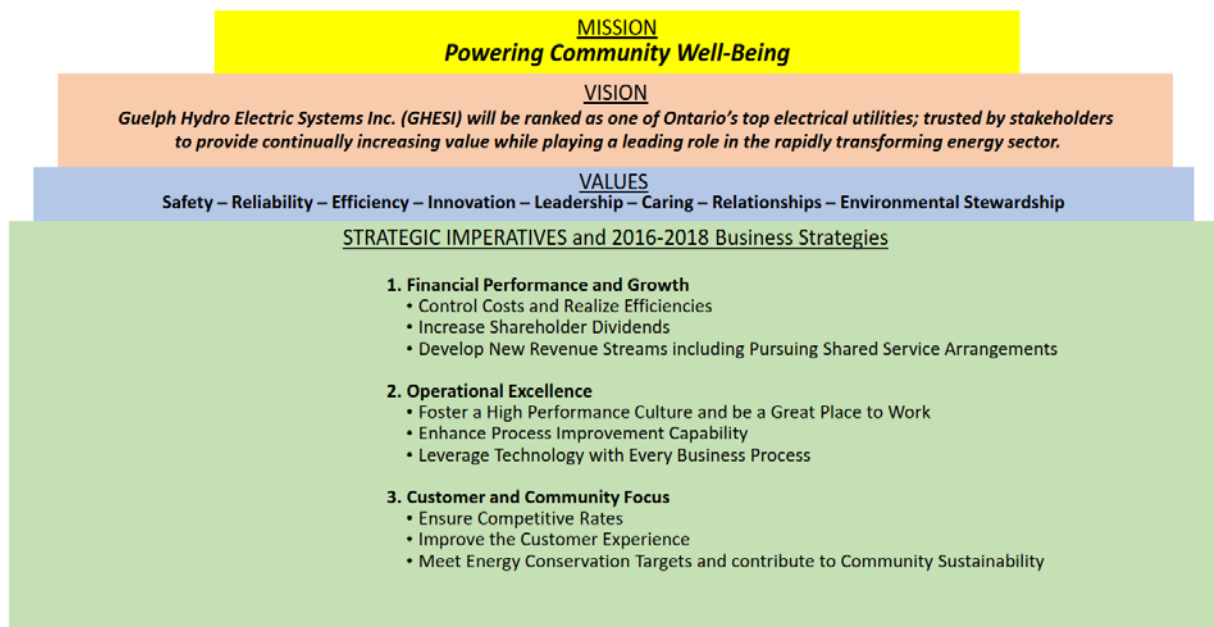 MISSION
Powering Community Well-Being
VISION
Guelph Hydro Electric Systems Inc. (GHESI) will be ranked as one of Ontario's top electrical utilities; trusted by stakeholders
to provide continually increasing value while playing a leading role in the rapidly transforming energy sector.
VALUES
Safety – Reliability – Efficiency – Innovation – Leadership – Caring – Relationships – Environmental Stewardship
STRATEGIC IMPERATIVES and 2016-2018 Business Strategies
1. Financial Performance and Growth
• Control Costs and Realize Efficiencies
• Increase Shareholder Dividends
• Develop New Revenue Streams including Pursuing Shared Service Arrangements
2. Operational Excellence
• Foster a High Performance Culture and be a Great Place to Work
• Enhance Process Improvement Capability
• Leverage Technology with Every Business Process
3. Customer and Community Focus
• Ensure Competitive Rates
• Improve the Customer Experience
• Meet Energy Conservation Targets and contribute to Community Sustainability